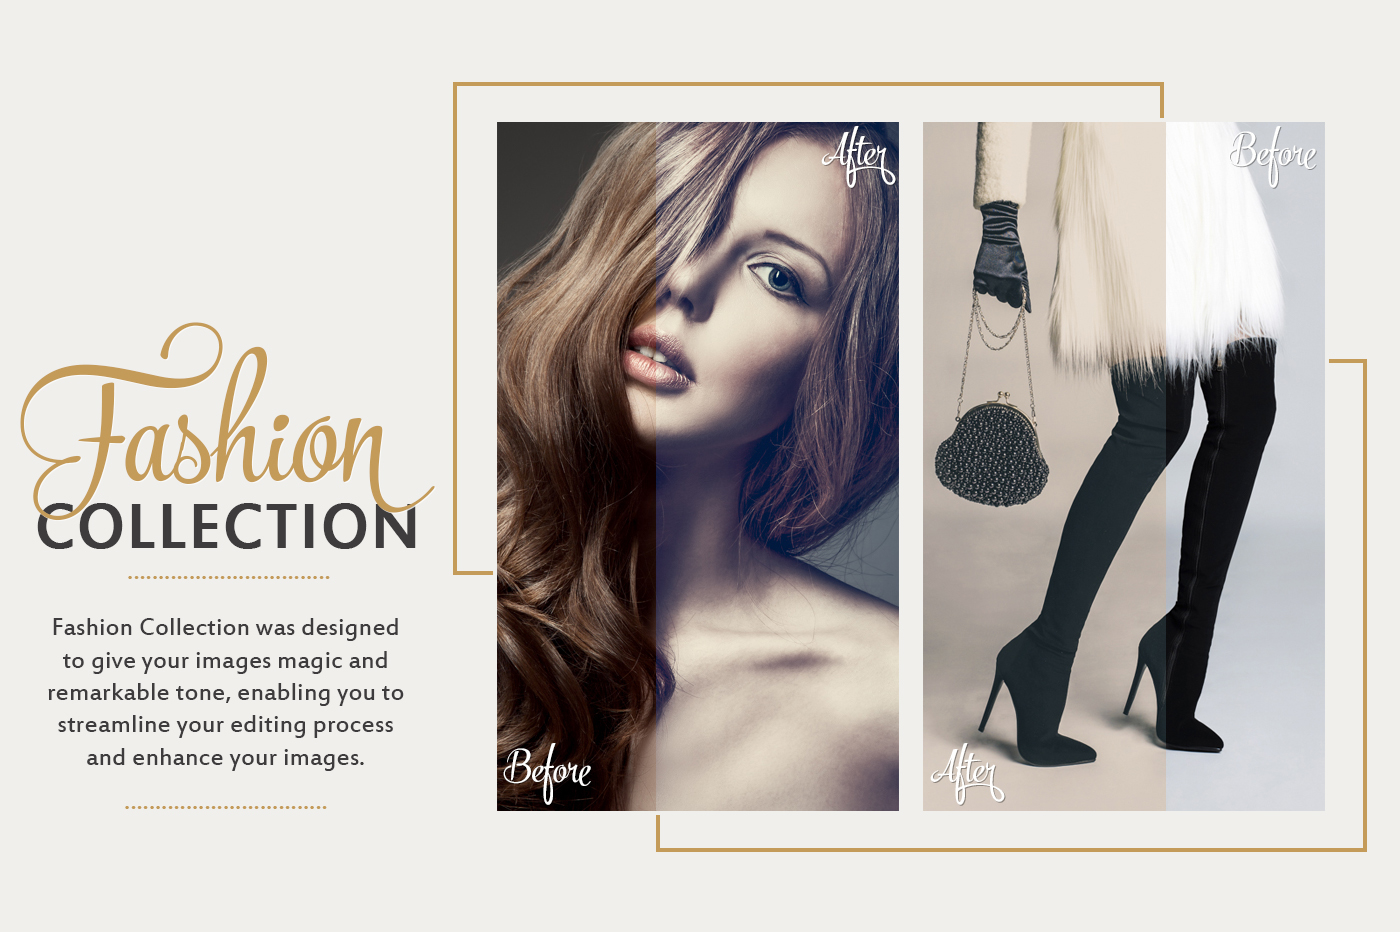 Fashion
COLLECTION
Fashion Collection was designed
to give your images magic and
remarkable tone, enabling you to
streamline your editing process
and enhance your images.
After
Before
Before
After